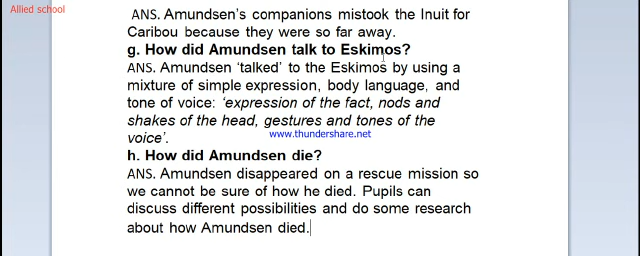 Allied school
ANS. Amundsen's companions mistook the Inuit for
Caribou because they were so far away.
g. How did Amundsen talk to Eskimos?
ANS. Amundsen 'talked' to the Eskimos by using a
mixture of simple expression, body language, and
tone of voice: 'expression of the fact, nods and
shakes of the head, gestures and tones of the
voice'.
www.thundershare.net
h. How did Amundsen die?
ANS. Amundsen disappeared on a rescue mission so
we cannot be sure of how he died. Pupils can
discuss different possibilities and do some research
about how Amundsen died.